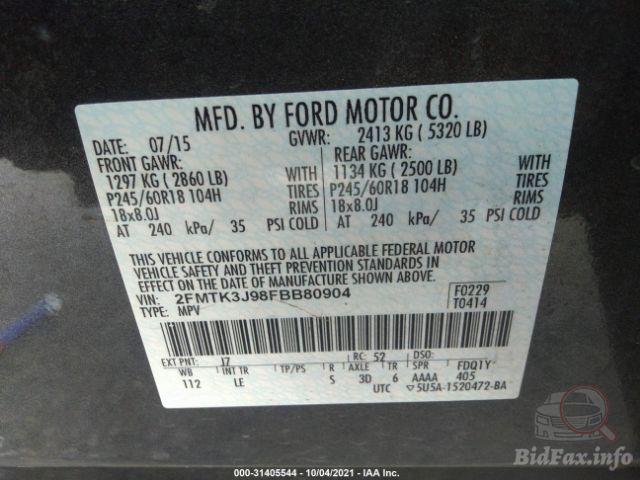 MFD. BY FORD MOTOR CO.
DATE: 07/15 GVWR: 2413 KG ( 5320 LB)
FRONT GAWR: REAR GAWR:
1297 KG ( 2860 LB) WITH 1134 KG ( 2500 LB) WITH
P245/60R18 104H TIRES P245/60R18 104H TIRES
18x8.0J RIMS 18x8.0J RIMS
AT 240 kPa/ 35 PSI COLD AT 240 kPa/ 35 PSI COLD
THIS VEHICLE CONFORMS TO ALL APPLICABLE FEDERAL MOTOR
VEHICLE SAFETY AND THEFT PREVENTION STANDARDS IN
EFFECT ON THE DATE OF MANUFACTURE SHOWN ABOVE.
VIN: 2FMTK3J98FBB80904 F0229
TYPE: MPV T0414
EXT PNT: J7 RC: 52 DSO:
WB INT TR TP/PS R AXLE TR SPR FDQ1Y
112 LE S 3D 6 AAAA 405
UTC ▽5U5A-1520472-BA
BidFax.info
000-31405544 - 10/04/2021 - IAA Inc.